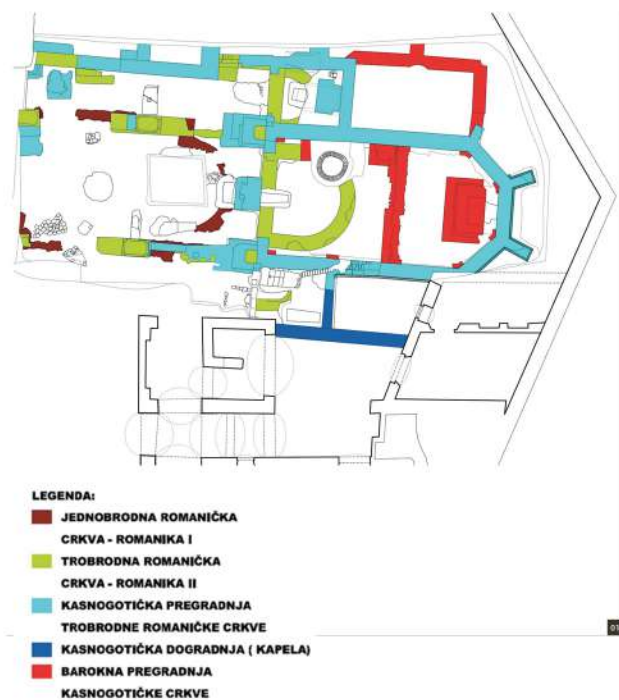 LEGENDA:
JEDNOBRODNA ROMANIČKA
CRKVA - ROMANIKA I
TROBRODNA ROMANIČKA
CRKVA - ROMANIKA II
KASNOGOTIČKA PREGRADNJA
TROBRODNE ROMANIČKE CRKVE
KASNOGOTIČKA DOGRADNJA ( KAPELA)
BAROKNA PREGRADNJA
KASNOGOTIČKE CRKVE
01